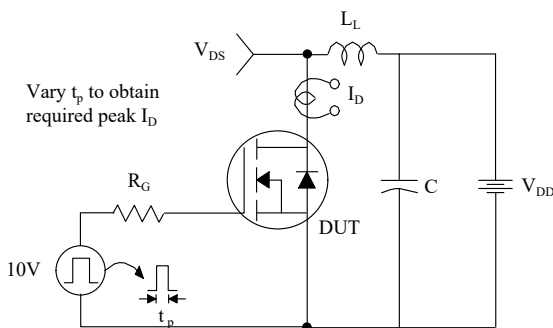 L_L
V_DS
I_D
Vary t_p to obtain
required peak I_D
R_G
C
V_DD
DUT
10V
t_p